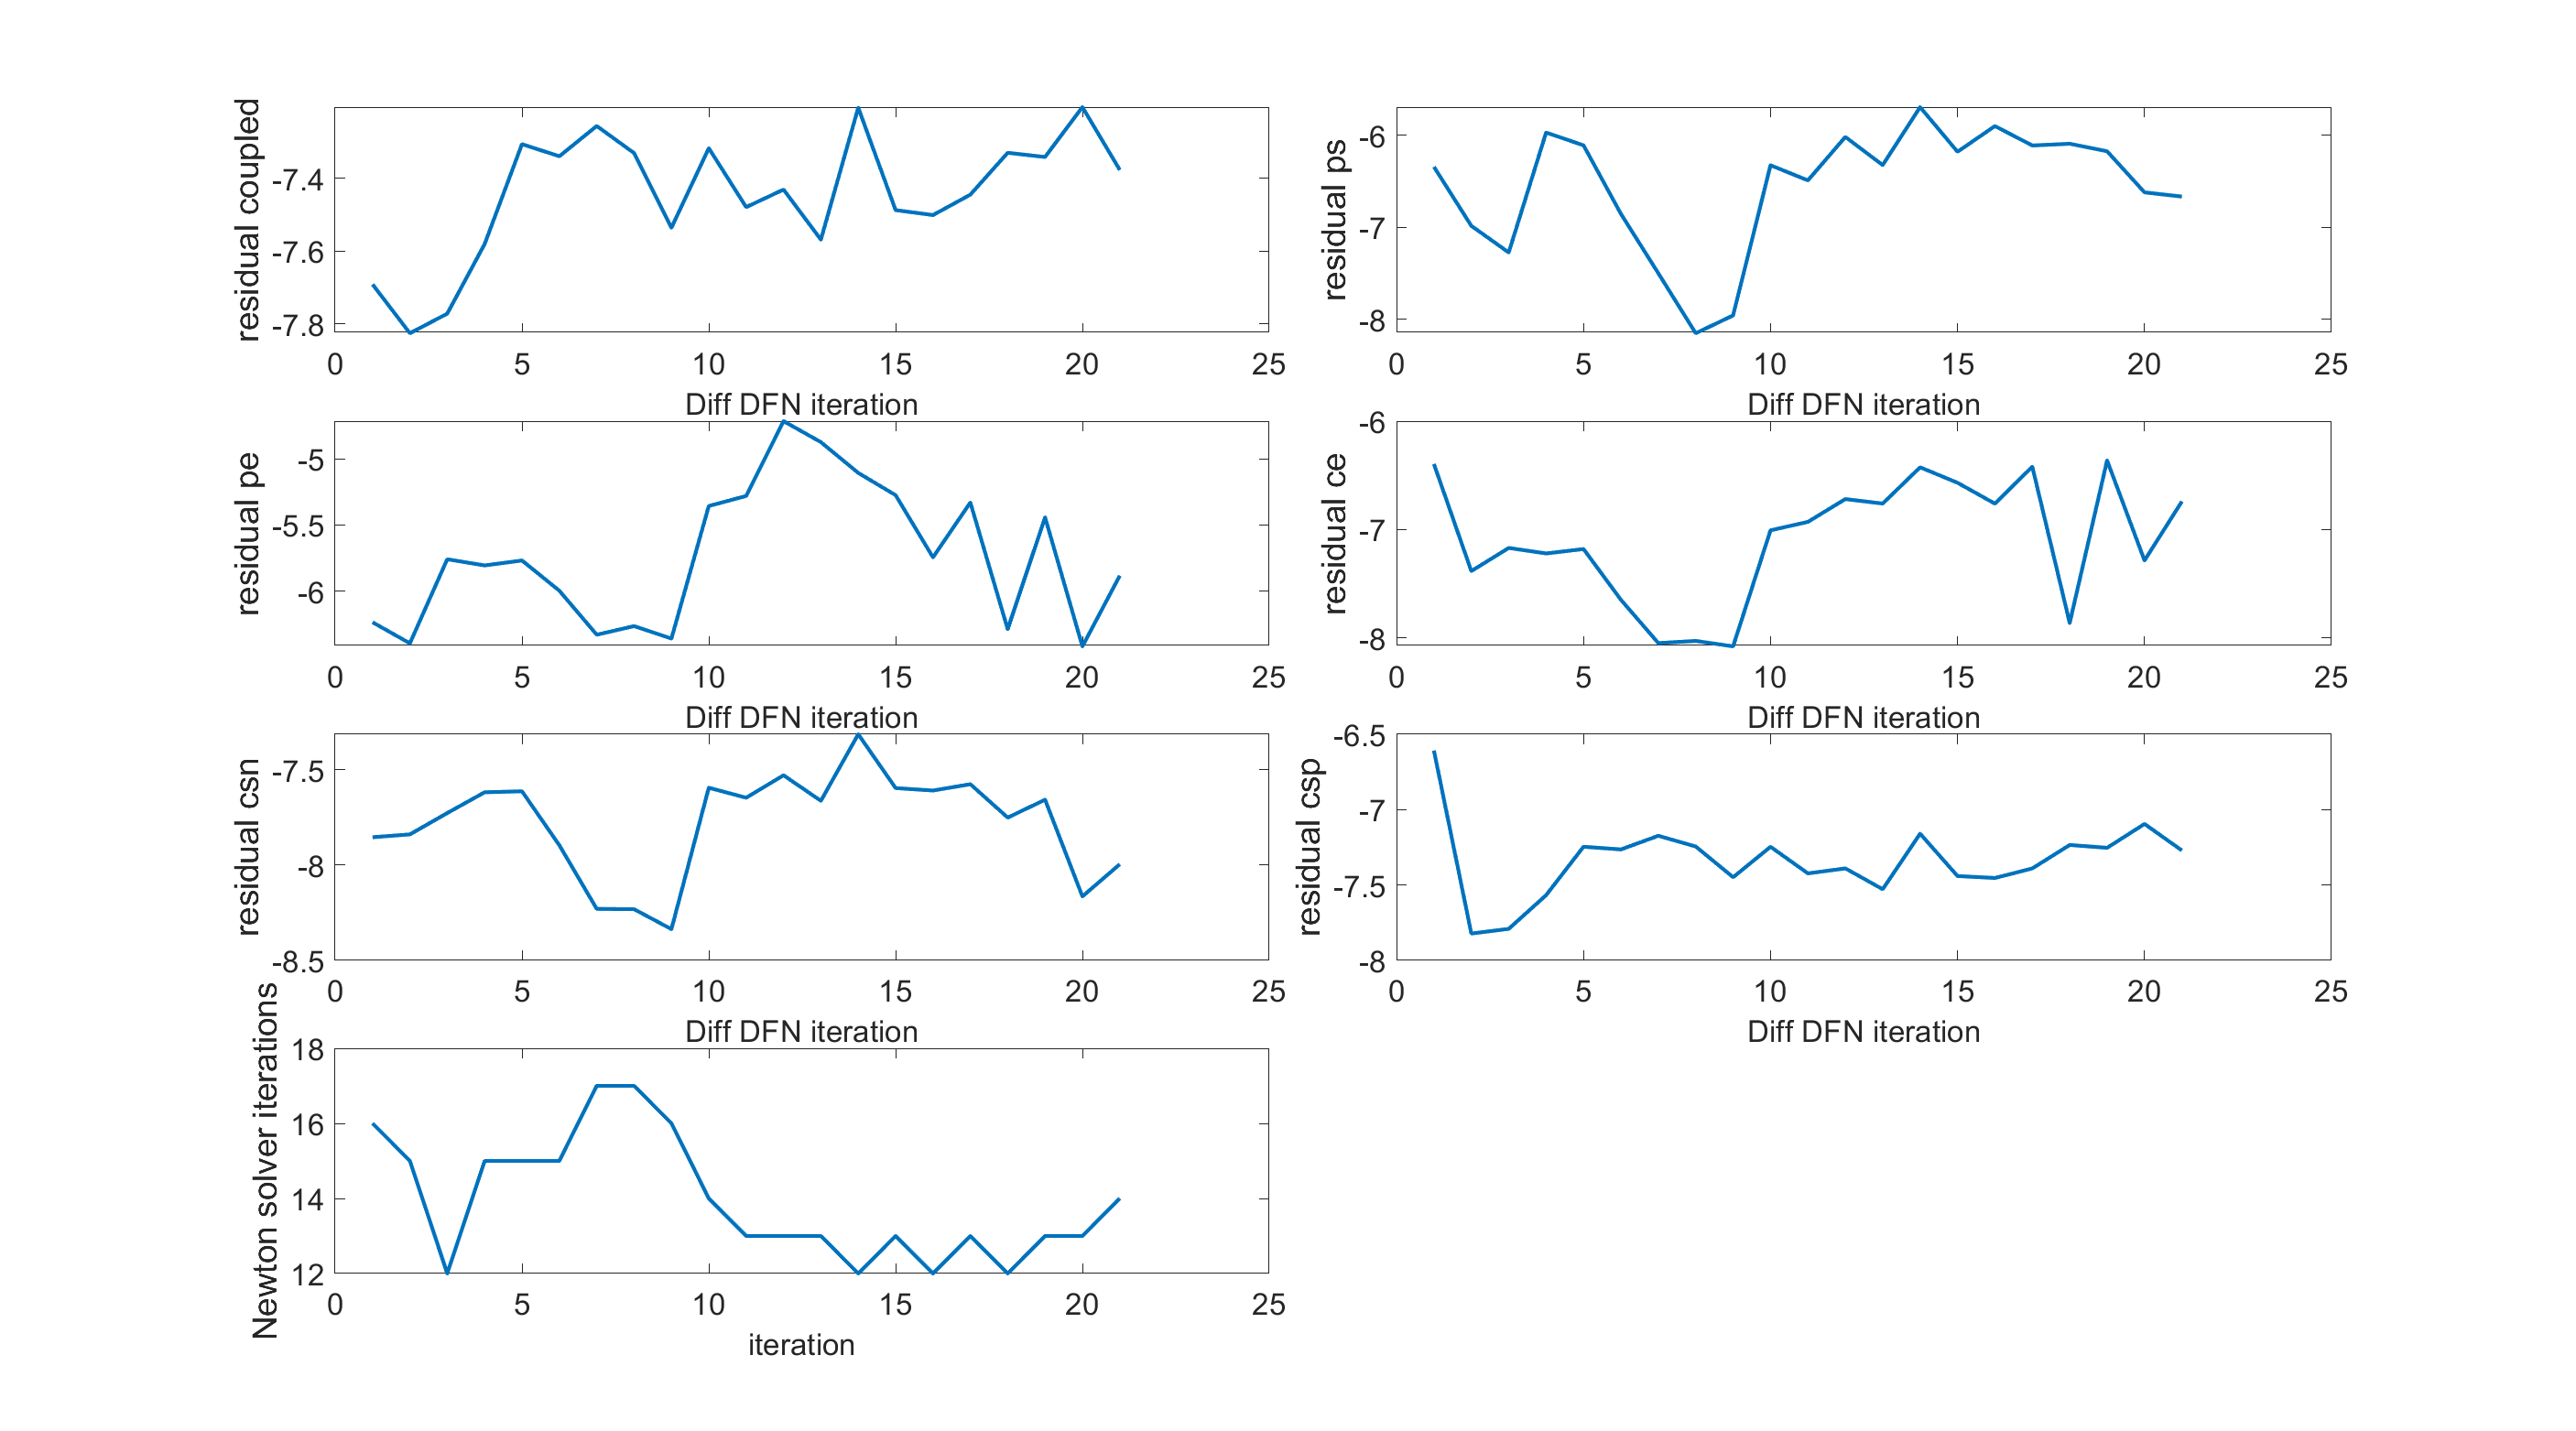 residual coupled
-7.4
-7.6
-7.8
0 5 10 15 20 25
Diff DFN iteration
residual ps
-6
-7
-8
0 5 10 15 20 25
Diff DFN iteration
residual pe
-5
-5.5
-6
0 5 10 15 20 25
Diff DFN iteration
residual ce
-6
-7
-8
0 5 10 15 20 25
Diff DFN iteration
residual csn
-7.5
-8
-8.5
0 5 10 15 20 25
Diff DFN iteration
residual csp
-6.5
-7
-7.5
-8
0 5 10 15 20 25
Diff DFN iteration
Newton solver iterations
18
16
14
12
0 5 10 15 20 25
iteration